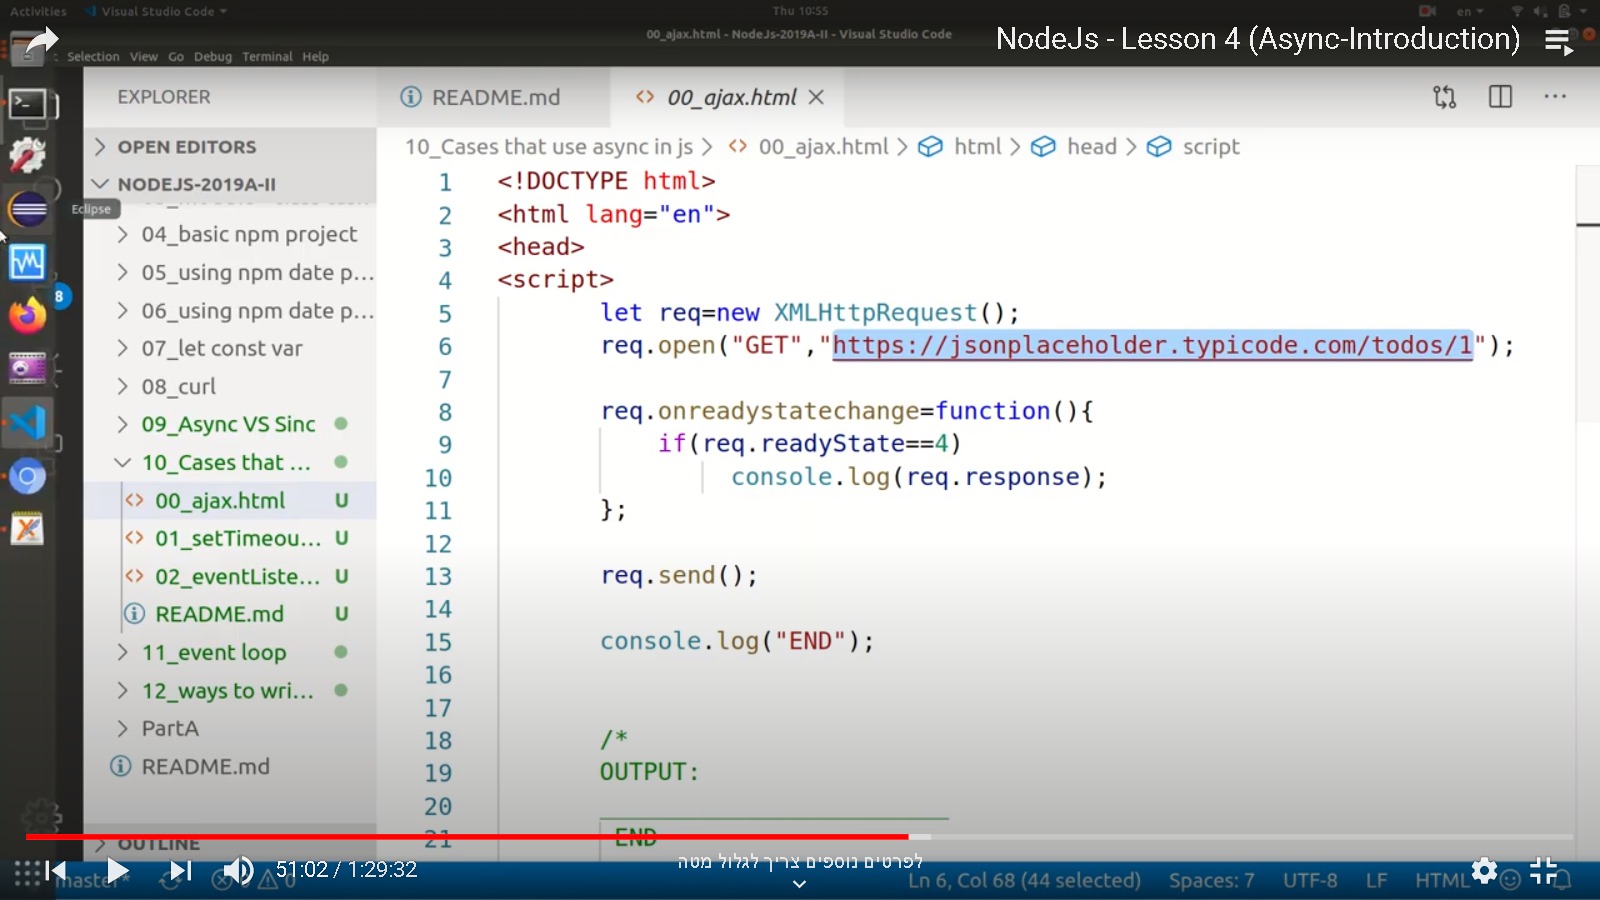 Activities
Visual Studio Code
Thu 10:55
en
00_ajax.html - NodeJs-2019A-II - Visual Studio Code
NodeJs - Lesson 4 (Async-Introduction)
Selection View Go Debug Terminal Help
EXPLORER
README.md
00_ajax.html
OPEN EDITORS
10_Cases that use async in js > 00_ajax.html > html > head > script
NODEJS-2019A-II
Eclipse
04_basic npm project
05_using npm date p...
06_using npm date p...
07_let const var
08_curl
09_Async VS Sinc
10_Cases that ...
00_ajax.html U
01_setTimeou... U
02_eventListe... U
README.md U
11_event loop
12_ways to wri...
PartA
README.md
OUTLINE
8
1 <!DOCTYPE html>
2 <html lang="en">
3 <head>
4 <script>
5 let req=new XMLHttpRequest();
6 req.open("GET","https://jsonplaceholder.typicode.com/todos/1");
7
8 req.onreadystatechange=function(){
9 if(req.readyState==4)
10 console.log(req.response);
11 };
12
13 req.send();
14
15 console.log("END");
16
17
18 /*
19 OUTPUT:
20
21 END
לפרטים נוספים צריך לגלול מטה
51:02 / 1:29:32
master*
0
Ln 6, Col 68 (44 selected)
Spaces: 7
UTF-8
LF
HTML